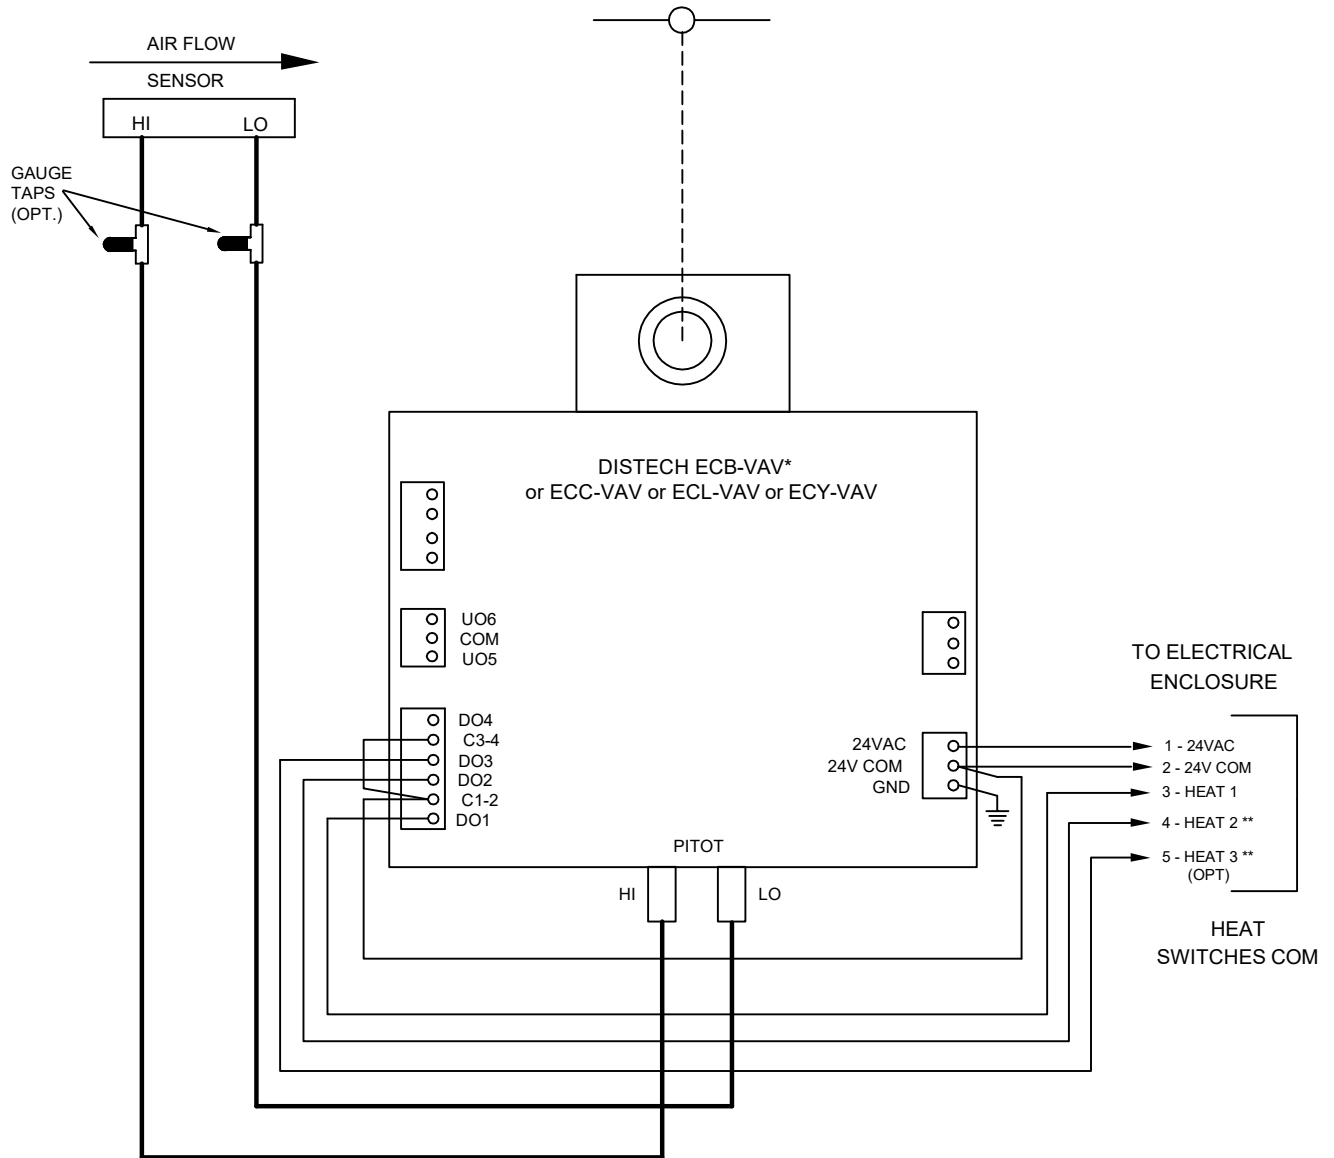 AIR FLOW
SENSOR
HI
LO
GAUGE
TAPS
(OPT.)
DISTECH ECB-VAV*
or ECC-VAV or ECL-VAV or ECY-VAV
UO6
COM
UO5
DO4
C3-4
DO3
DO2
C1-2
DO1
24VAC
24V COM
GND
PITOT
HI
LO
TO ELECTRICAL
ENCLOSURE
1 - 24VAC
2 - 24V COM
3 - HEAT 1
4 - HEAT 2 **
5 - HEAT 3 **
(OPT)
HEAT
SWITCHES COM